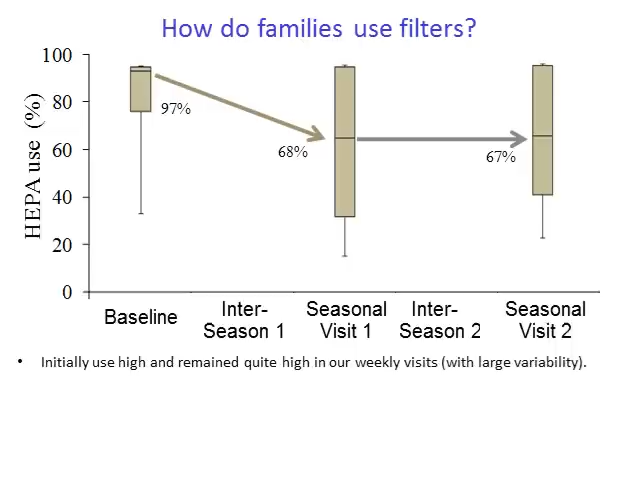 How do families use filters?
HEPA use (%)
100
80
60
40
20
0
97%
68%
67%
Baseline
Inter-
Season 1
Seasonal
Visit 1
Inter-
Season 2
Seasonal
Visit 2
• Initially use high and remained quite high in our weekly visits (with large variability).